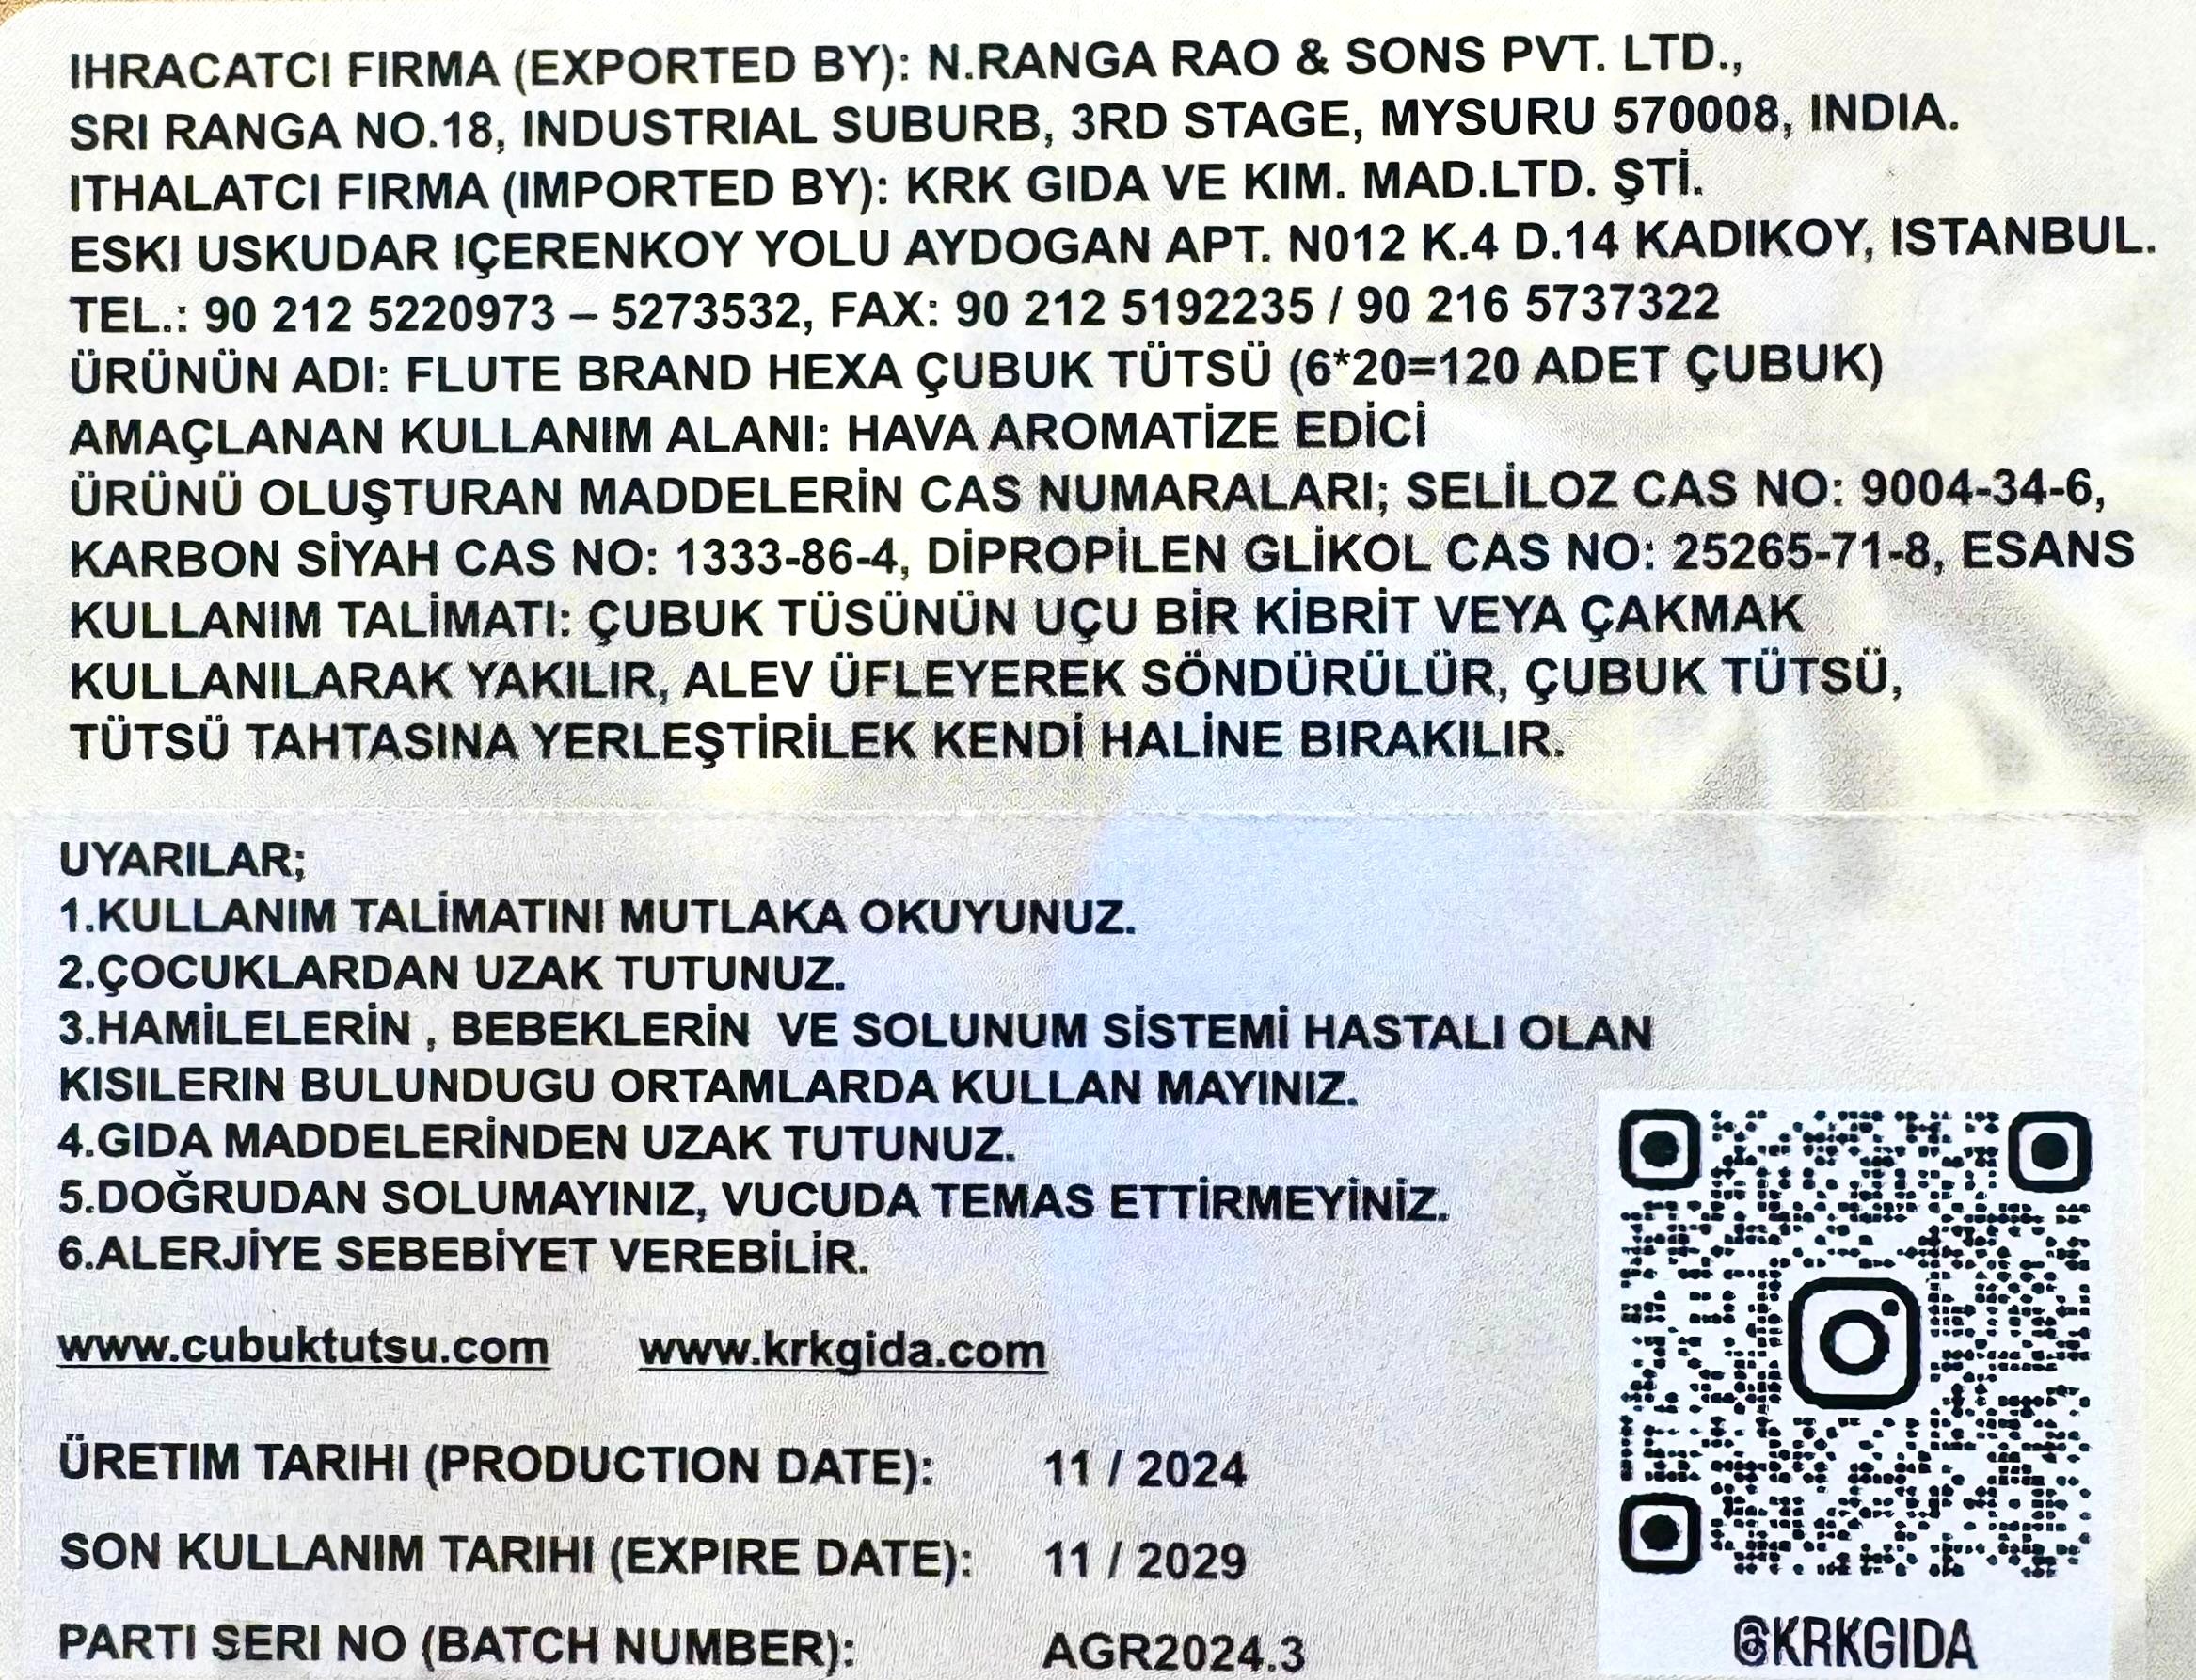 IHRACATCI FIRMA (EXPORTED BY): N.RANGA RAO & SONS PVT. LTD.,
SRI RANGA NO.18, INDUSTRIAL SUBURB, 3RD STAGE, MYSURU 570008, INDIA.
ITHALATCI FIRMA (IMPORTED BY): KRK GIDA VE KIM. MAD.LTD. ŞTİ.
ESKI USKUDAR IÇERENKOY YOLU AYDOGAN APT. N012 K.4 D.14 KADIKOY, ISTANBUL.
TEL.: 90 212 5220973 – 5273532, FAX: 90 212 5192235 / 90 216 5737322
ÜRÜNÜN ADI: FLUTE BRAND HEXA ÇUBUK TÜTSÜ (6*20=120 ADET ÇUBUK)
AMAÇLANAN KULLANIM ALANI: HAVA AROMATİZE EDİCİ
ÜRÜNÜ OLUŞTURAN MADDELERİN CAS NUMARALARI; SELİLOZ CAS NO: 9004-34-6,
KARBON SİYAH CAS NO: 1333-86-4, DİPROPİLEN GLİKOL CAS NO: 25265-71-8, ESANS
KULLANIM TALİMATI: ÇUBUK TÜSÜNÜN UÇU BİR KİBRİT VEYA ÇAKMAK
KULLANILARAK YAKILIR, ALEV ÜFLEYEREK SÖNDÜRÜLÜR, ÇUBUK TÜTSÜ,
TÜTSÜ TAHTASINA YERLEŞTİRİLEK KENDİ HALİNE BIRAKILIR.
UYARILAR;
1.KULLANIM TALİMATINI MUTLAKA OKUYUNUZ.
2.ÇOCUKLARDAN UZAK TUTUNUZ.
3.HAMİLELERİN , BEBEKLERİN VE SOLUNUM SİSTEMİ HASTALI OLAN
KISILERIN BULUNDUGU ORTAMLARDA KULLAN MAYINIZ.
4.GIDA MADDELERİNDEN UZAK TUTUNUZ.
5.DOĞRUDAN SOLUMAYINIZ, VUCUDA TEMAS ETTİRMEYİNİZ.
6.ALERJİYE SEBEBİYET VEREBİLİR.
www.cubuktutsu.com www.krkgida.com
ÜRETIM TARIHI (PRODUCTION DATE): 11 / 2024
SON KULLANIM TARIHI (EXPIRE DATE): 11 / 2029
PARTI SERI NO (BATCH NUMBER): AGR2024.3
@KRKGIDA